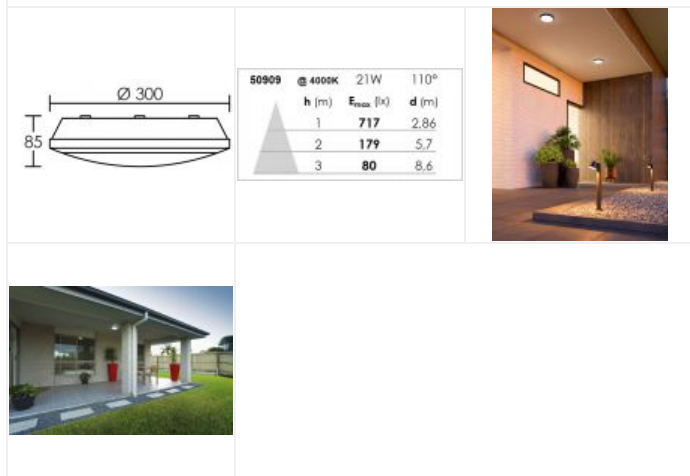 Ø 300
85
50909 @ 4000K 21W 110°
h (m) Emax (lx) d (m)
1 717 2,86
2 179 5,7
3 80 8,6